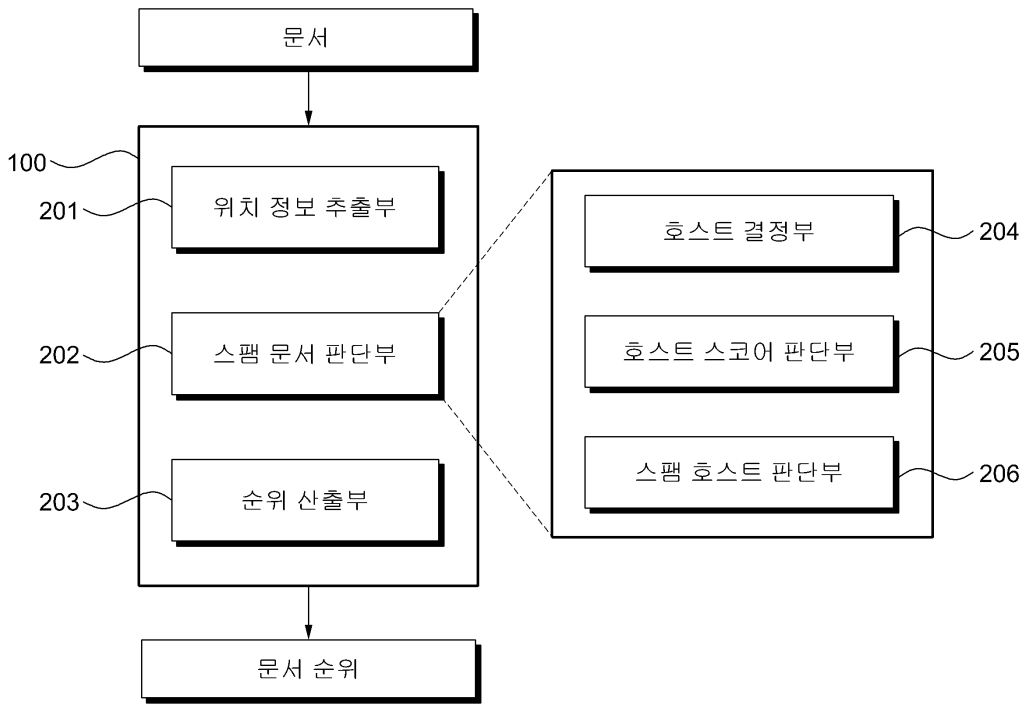 문서
100
201
위치 정보 추출부
호스트 결정부
204
202
스팸 문서 판단부
호스트 스코어 판단부
205
203
순위 산출부
스팸 호스트 판단부
206
문서 순위